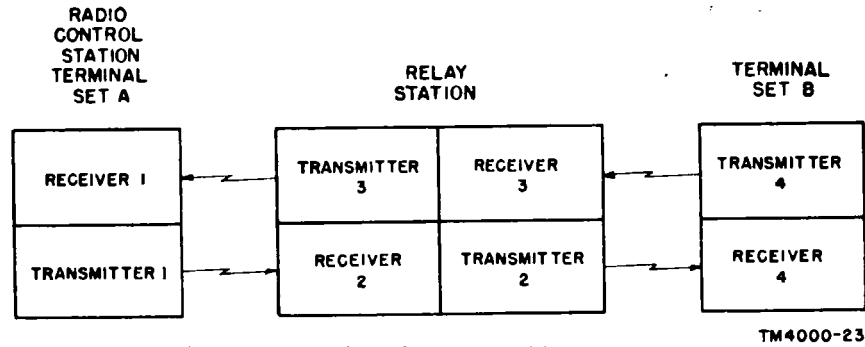 RADIO
CONTROL
STATION
TERMINAL
SET A
RELAY
STATION
TERMINAL
SET B
RECEIVER 1
TRANSMITTER
3
RECEIVER
3
TRANSMITTER
4
TRANSMITTER 1
RECEIVER
2
TRANSMITTER
2
RECEIVER
4
TM4000-23